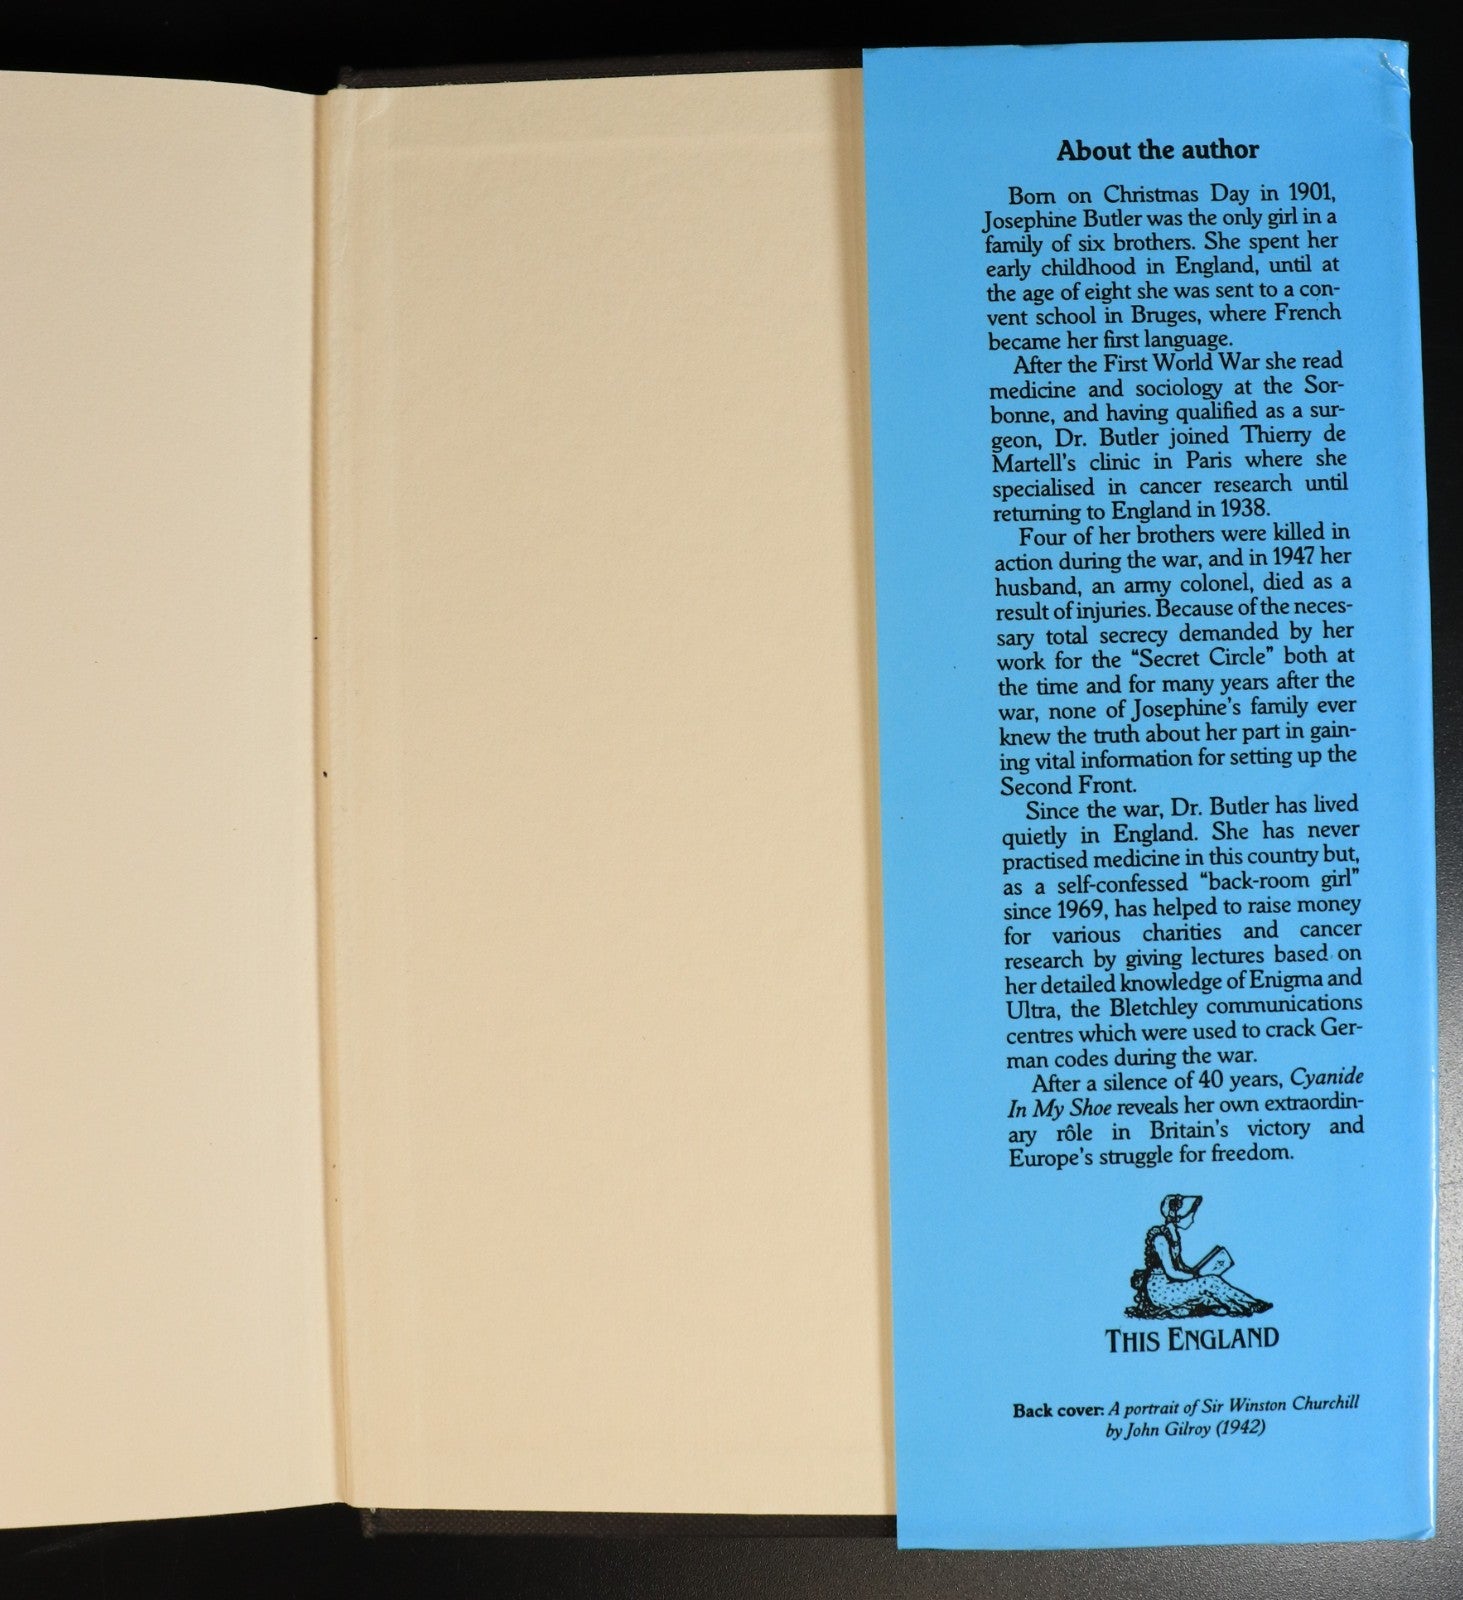 About the author
Born on Christmas Day in 1901,
Josephine Butler was the only girl in a
family of six brothers. She spent her
early childhood in England, until at
the age of eight she was sent to a con-
vent school in Bruges, where French
became her first language.
After the First World War she read
medicine and sociology at the Sor-
bonne, and having qualified as a sur-
geon, Dr. Butler joined Thierry de
Martell's clinic in Paris where she
specialised in cancer research until
returning to England in 1938.
Four of her brothers were killed in
action during the war, and in 1947 her
husband, an army colonel, died as a
result of injuries. Because of the neces-
sary total secrecy demanded by her
work for the "Secret Circle" both at
the time and for many years after the
war, none of Josephine's family ever
knew the truth about her part in gain-
ing vital information for setting up the
Second Front.
Since the war, Dr. Butler has lived
quietly in England. She has never
practised medicine in this country but,
as a self-confessed "back-room girl"
since 1969, has helped to raise money
for various charities and cancer
research by giving lectures based on
her detailed knowledge of Enigma and
Ultra, the Bletchley communications
centres which were used to crack Ger-
man codes during the war.
After a silence of 40 years, Cyanide
In My Shoe reveals her own extraordin-
ary rôle in Britain's victory and
Europe's struggle for freedom.
THIS ENGLAND
Back cover: A portrait of Sir Winston Churchill
by John Gilroy (1942)